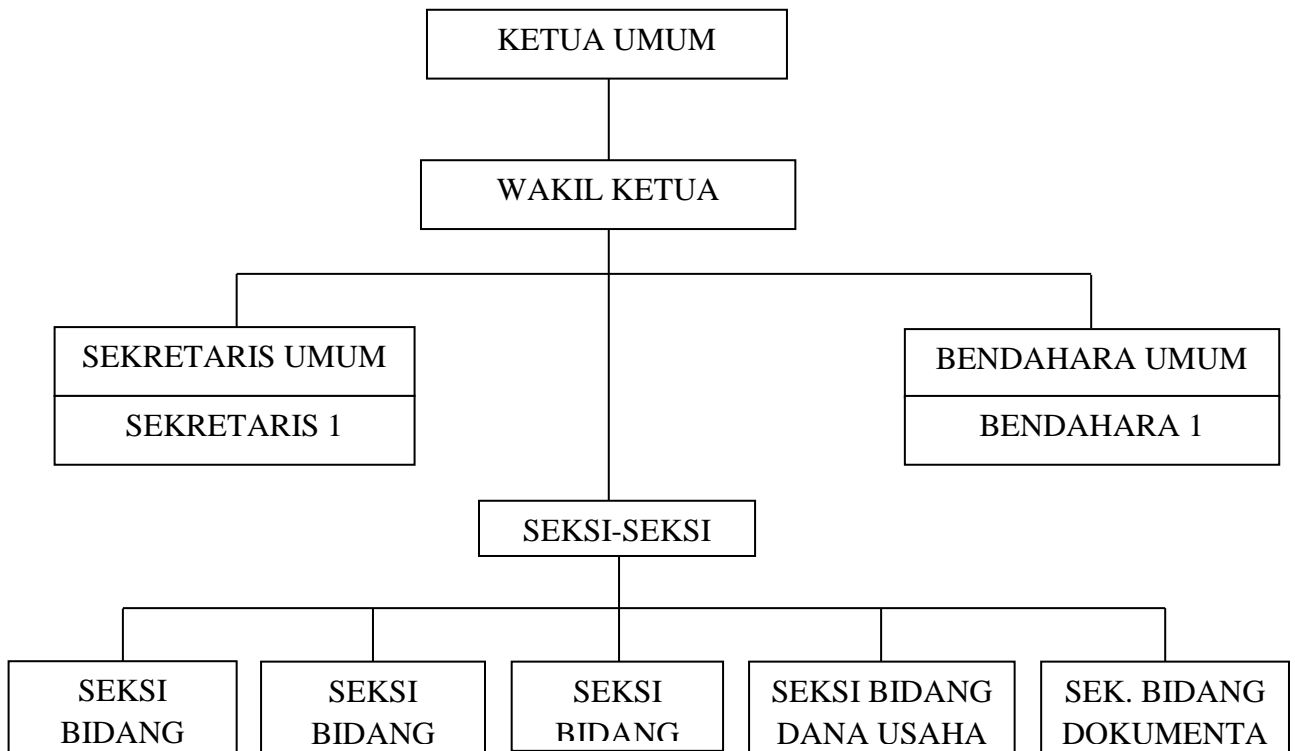 KETUA UMUM
WAKIL KETUA
SEKRETARIS UMUM
SEKRETARIS 1
BENDAHARA UMUM
BENDAHARA 1
SEKSI-SEKSI
SEKSI
BIDANG
SEKSI
BIDANG
SEKSI
BIDANG
SEKSI BIDANG
DANA USAHA
SEK. BIDANG
DOKUMENTA